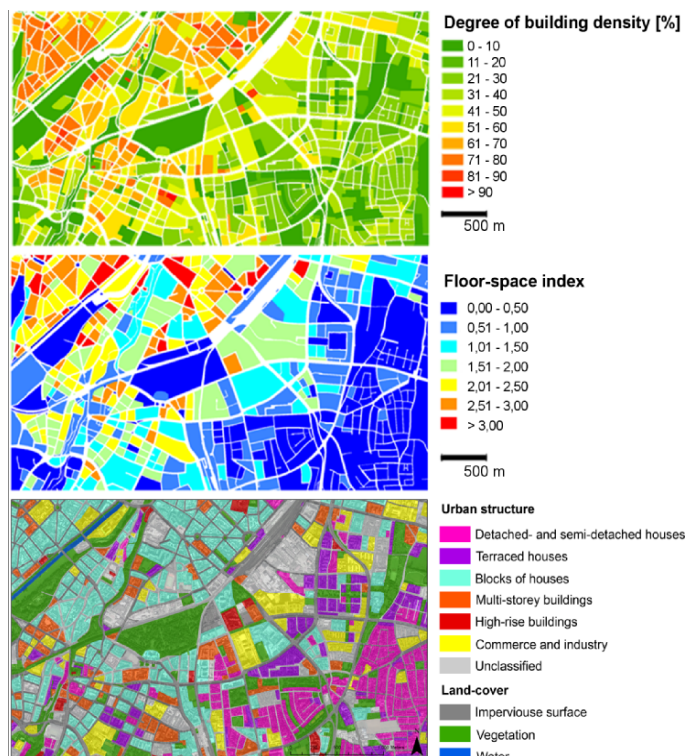 Degree of building density [%]
0 - 10
11 - 20
21 - 30
31 - 40
41 - 50
51 - 60
61 - 70
71 - 80
81 - 90
> 90
500 m
Floor-space index
0,00 - 0,50
0,51 - 1,00
1,01 - 1,50
1,51 - 2,00
2,01 - 2,50
2,51 - 3,00
> 3,00
500 m
Urban structure
Detached- and semi-detached houses
Terraced houses
Blocks of houses
Multi-storey buildings
High-rise buildings
Commerce and industry
Unclassified
Land-cover
Imperviouse surface
Vegetation
Water